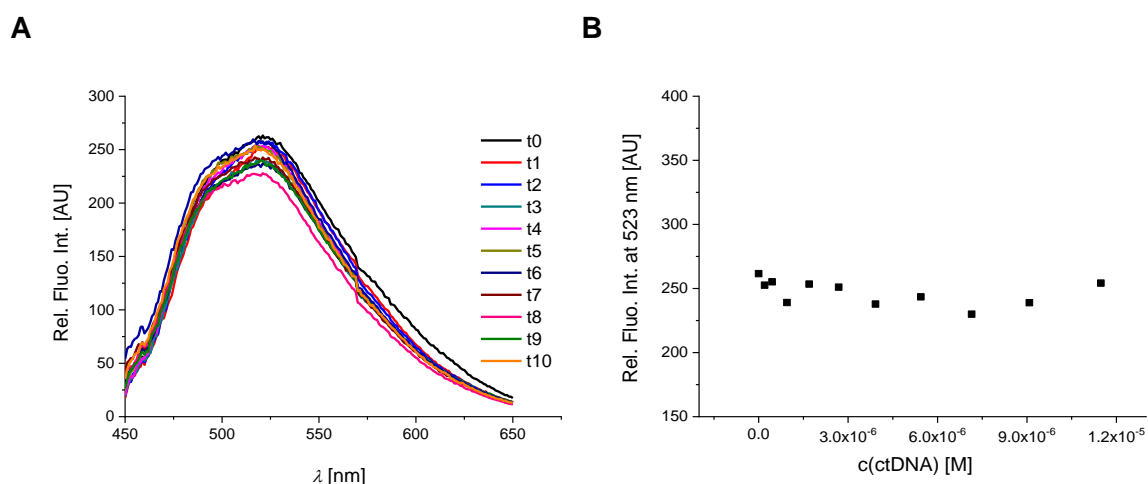 A
B
Rel. Fluo. Int. [AU]
300
250
200
150
100
50
0
450
500
550
600
650
λ [nm]
t0
t1
t2
t3
t4
t5
t6
t7
t8
t9
t10
Rel. Fluo. Int. at 523 nm [AU]
400
350
300
250
200
150
0.0
3.0x10⁻⁶
6.0x10⁻⁶
9.0x10⁻⁶
1.2x10⁻⁵
c(ctDNA) [M]